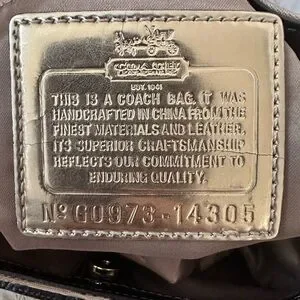 COACH
EST. 1941
THIS IS A COACH BAG. IT WAS
HANDCRAFTED IN CHINA FROM THE
FINEST MATERIALS AND LEATHER.
ITS SUPERIOR CRAFTSMANSHIP
REFLECTS OUR COMMITMENT TO
ENDURING QUALITY.
Nº G0973-14305